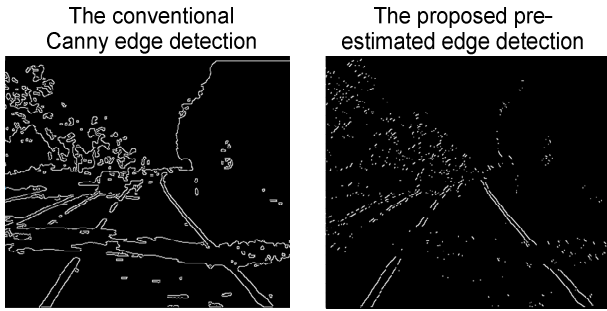 The conventional
Canny edge detection
The proposed pre-
estimated edge detection